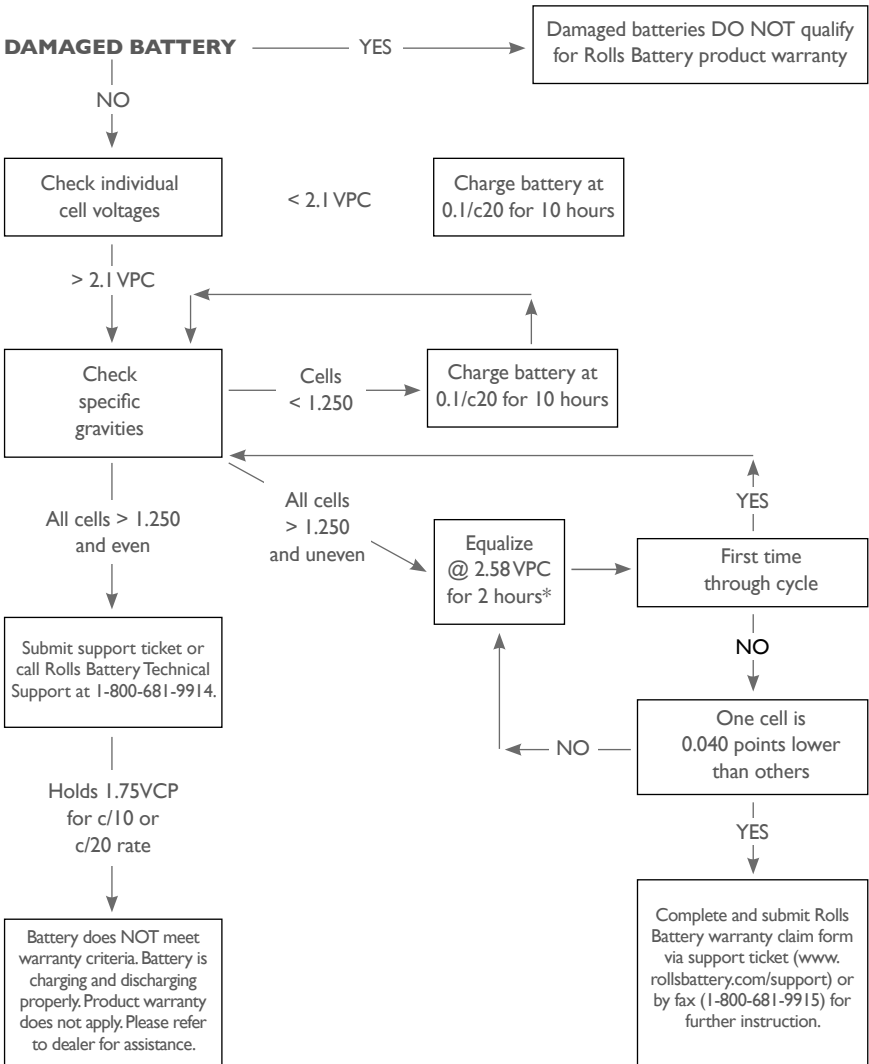 DAMAGED BATTERY
YES
Damaged batteries DO NOT qualify
for Rolls Battery product warranty
NO
Check individual
cell voltages
< 2.1 VPC
Charge battery at
0.1/c20 for 10 hours
> 2.1 VPC
Check
specific
gravities
Cells
< 1.250
Charge battery at
0.1/c20 for 10 hours
All cells > 1.250
and even
All cells
> 1.250
and uneven
Equalize
@ 2.58 VPC
for 2 hours*
YES
First time
through cycle
NO
Submit support ticket or
call Rolls Battery Technical
Support at 1-800-681-9914.
One cell is
0.040 points lower
than others
NO
Holds 1.75VCP
for c/10 or
c/20 rate
YES
Battery does NOT meet
warranty criteria. Battery is
charging and discharging
properly. Product warranty
does not apply. Please refer
to dealer for assistance.
Complete and submit Rolls
Battery warranty claim form
via support ticket (www.
rollsbattery.com/support) or
by fax (1-800-681-9915) for
further instruction.